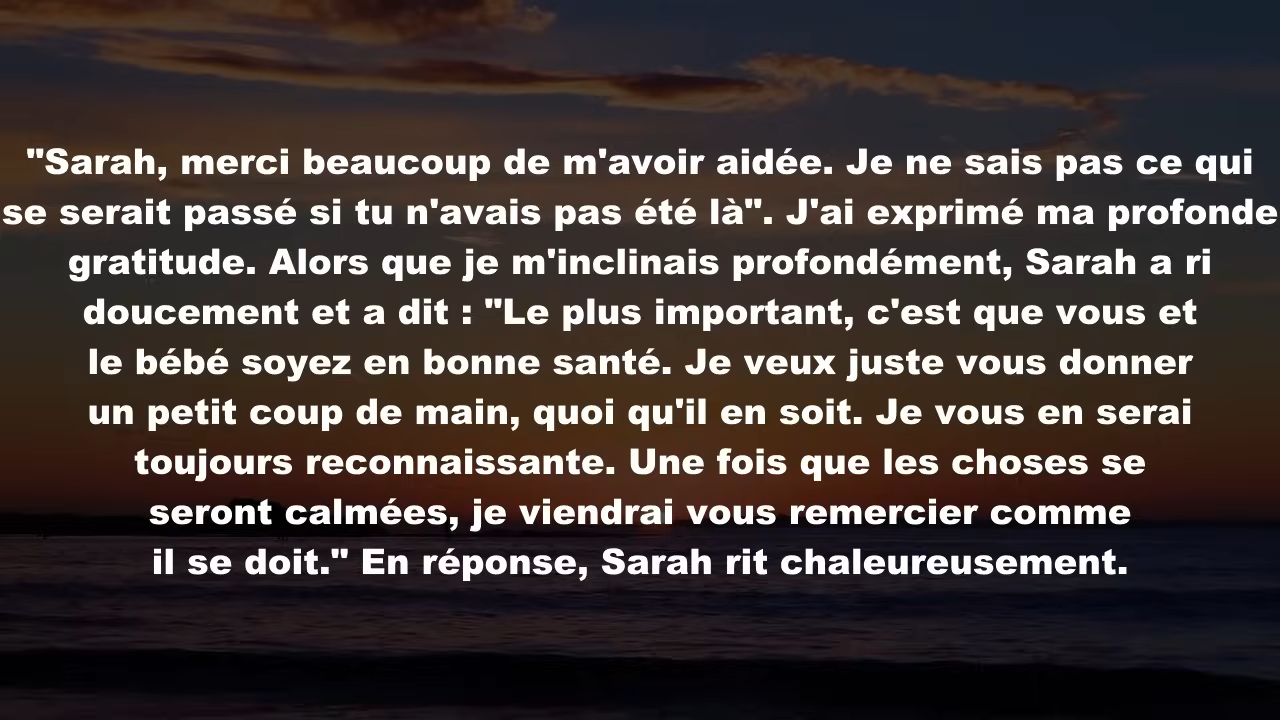 "Sarah, merci beaucoup de m'avoir aidée. Je ne sais pas ce qui
se serait passé si tu n'avais pas été là". J'ai exprimé ma profonde
gratitude. Alors que je m'inclinais profondément, Sarah a ri
doucement et a dit : "Le plus important, c'est que vous et
le bébé soyez en bonne santé. Je veux juste vous donner
un petit coup de main, quoi qu'il en soit. Je vous en serai
toujours reconnaissante. Une fois que les choses se
seront calmées, je viendrai vous remercier comme
il se doit." En réponse, Sarah rit chaleureusement.